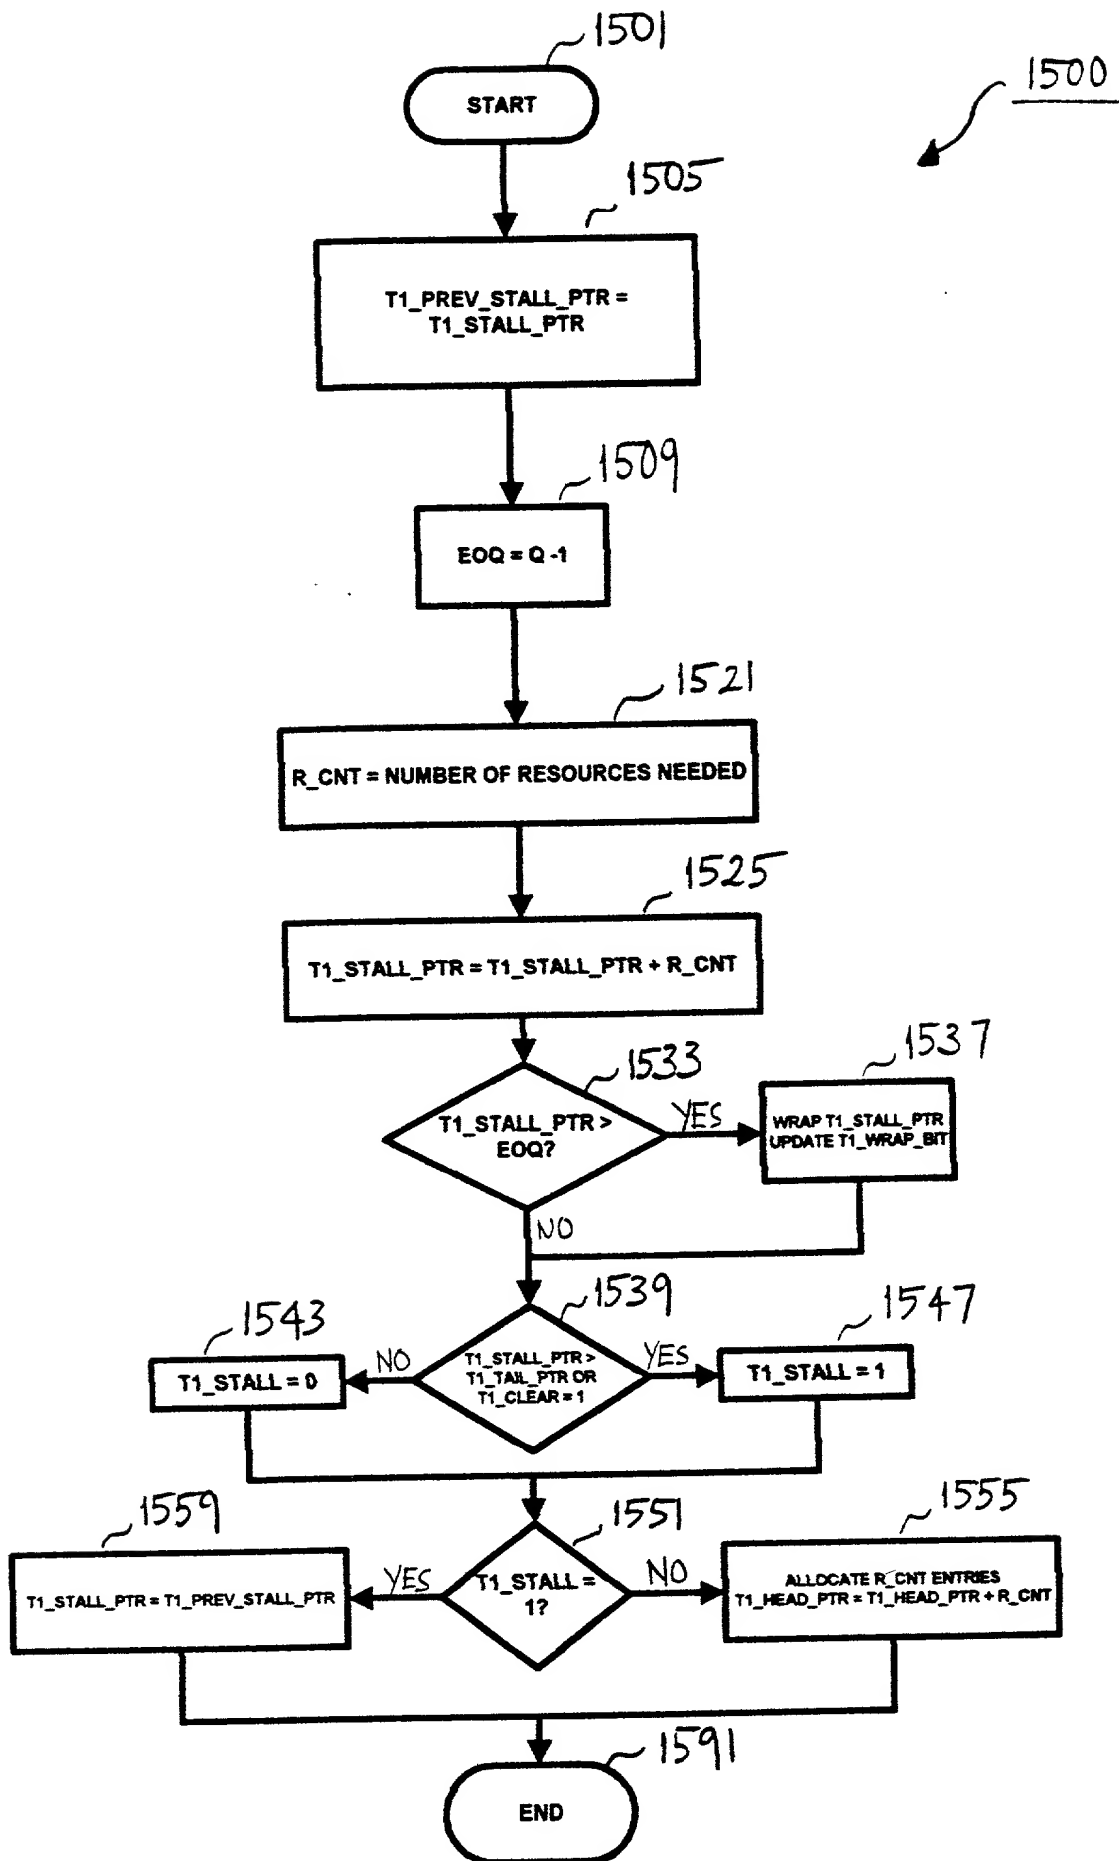 1501
1500
START
1505
T1_PREV_STALL_PTR =
T1_STALL_PTR
1509
EOQ = Q -1
1521
R_CNT = NUMBER OF RESOURCES NEEDED
1525
T1_STALL_PTR = T1_STALL_PTR + R_CNT
1533
1537
T1_STALL_PTR >
EOQ?
YES
WRAP T1_STALL_PTR
UPDATE T1_WRAP_BIT
NO
1539
1543
1547
T1_STALL = 0
NO
T1_STALL_PTR >
T1_TAIL_PTR OR
T1_CLEAR = 1
YES
T1_STALL = 1
1559
1551
1555
T1_STALL_PTR = T1_PREV_STALL_PTR
YES
T1_STALL =
1?
NO
ALLOCATE R_CNT ENTRIES
T1_HEAD_PTR = T1_HEAD_PTR + R_CNT
1591
END